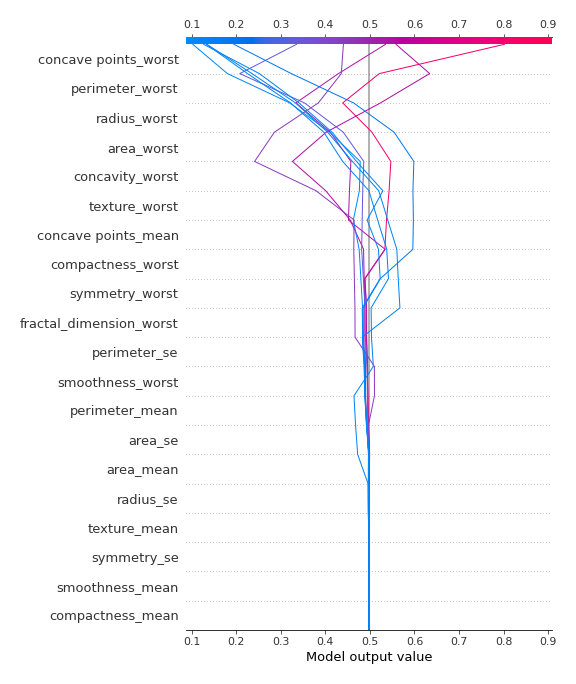 0.1 0.2 0.3 0.4 0.5 0.6 0.7 0.8 0.9
concave points_worst
perimeter_worst
radius_worst
area_worst
concavity_worst
texture_worst
concave points_mean
compactness_worst
symmetry_worst
fractal_dimension_worst
perimeter_se
smoothness_worst
perimeter_mean
area_se
area_mean
radius_se
texture_mean
symmetry_se
smoothness_mean
compactness_mean
0.1 0.2 0.3 0.4 0.5 0.6 0.7 0.8 0.9
Model output value